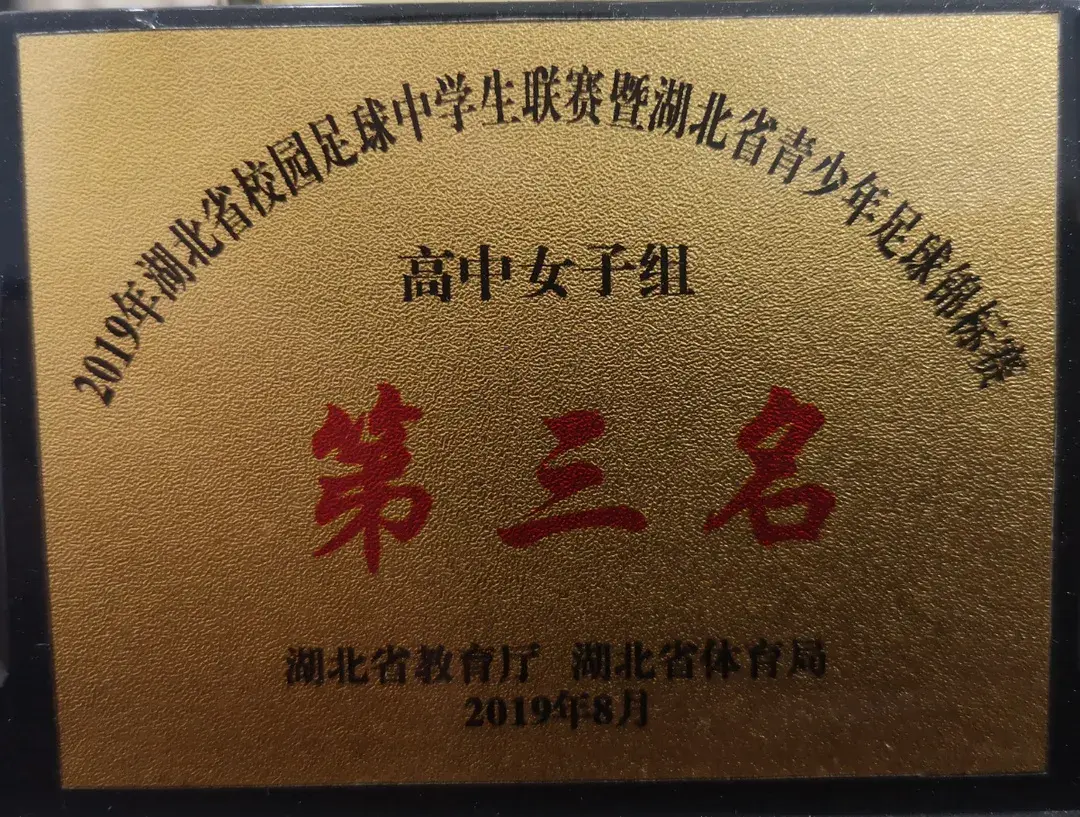 2019年湖北省校园足球中学生联赛暨湖北省青少年足球锦标赛
高中女子组
第三名
湖北省教育厅 湖北省体育局
2019年8月